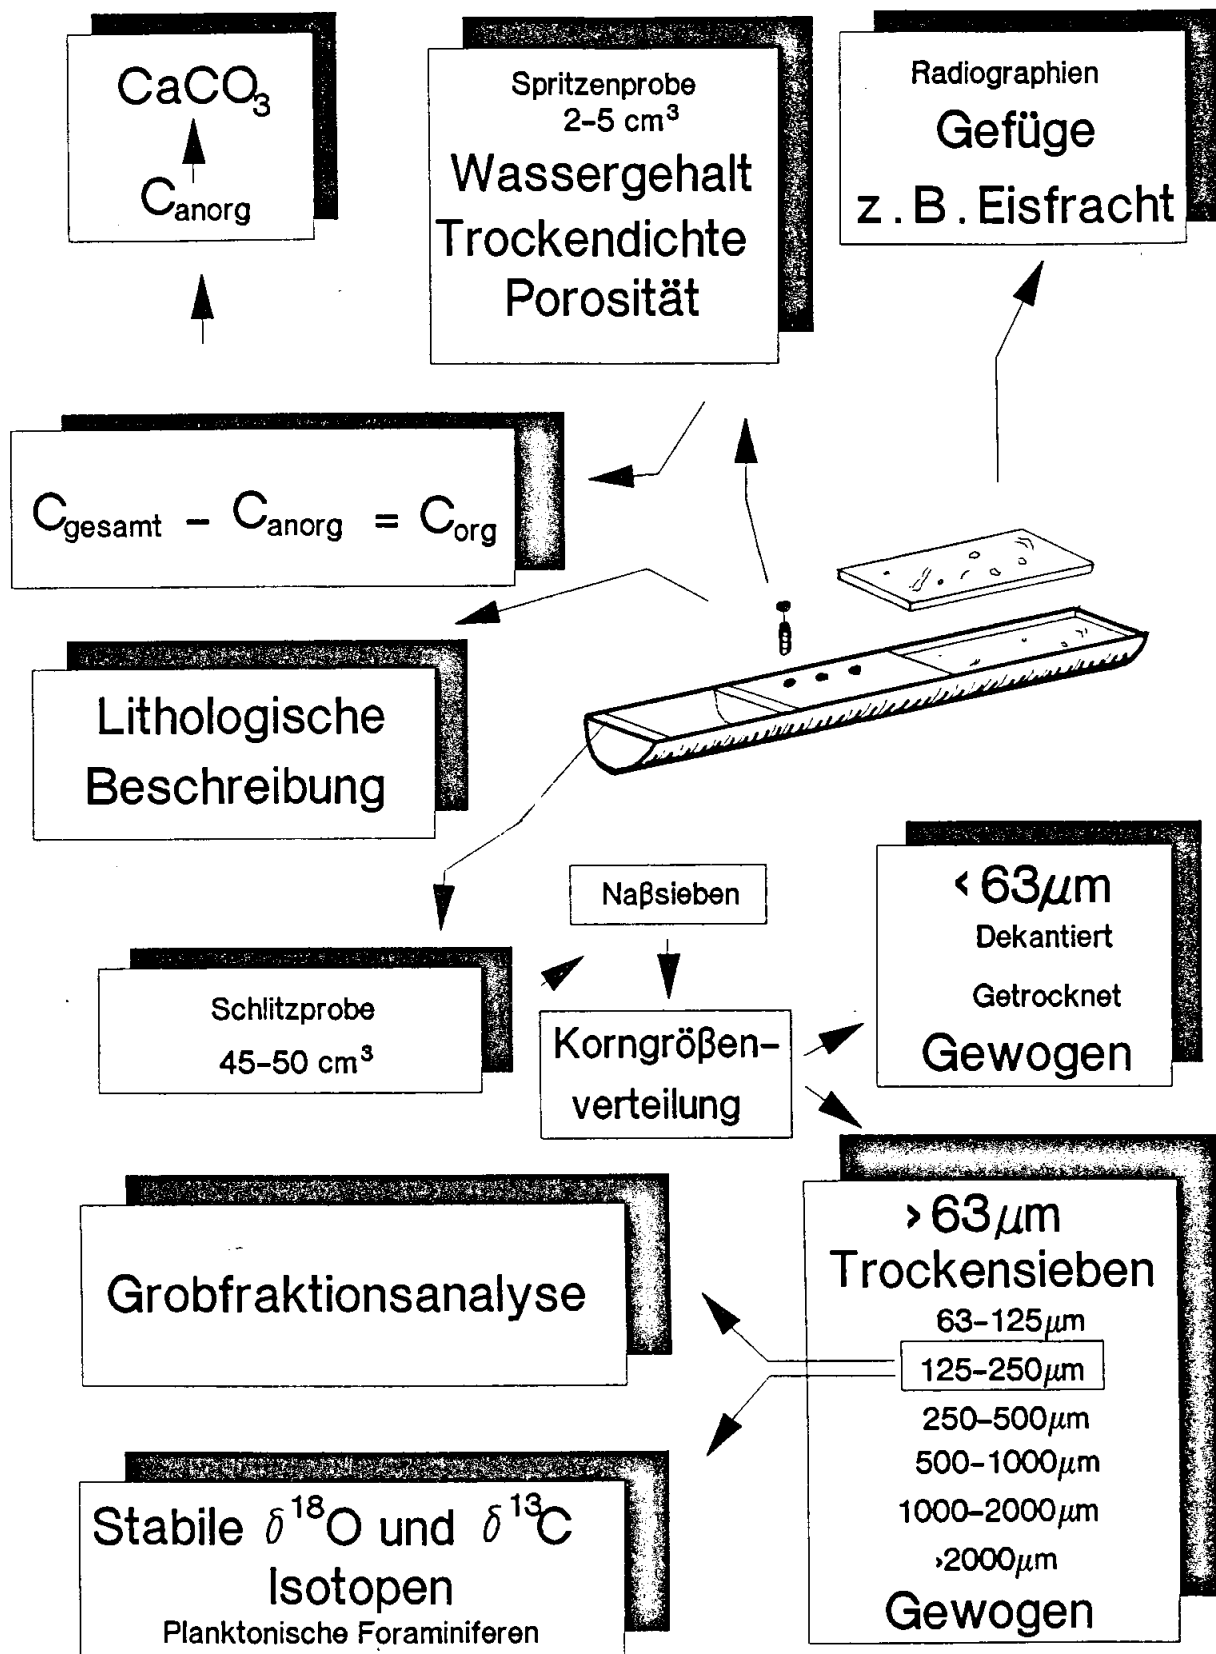 CaCO₃
Canorg
Spritzenprobe
2-5 cm³
Wassergehalt
Trockendichte
Porosität
Radiographien
Gefüge
z. B. Eisfracht
Cgesamt - Canorg = Corg
Lithologische
Beschreibung
Schlitzprobe
45-50 cm³
Naßsieben
Korngrößen-
verteilung
< 63μm
Dekantiert
Getrocknet
Gewogen
> 63μm
Trockensieben
63-125μm
125-250μm
250-500μm
500-1000μm
1000-2000μm
>2000μm
Gewogen
Grobfraktionsanalyse
Stabile δ¹⁸O und δ¹³C
Isotopen
Planktonische Foraminiferen